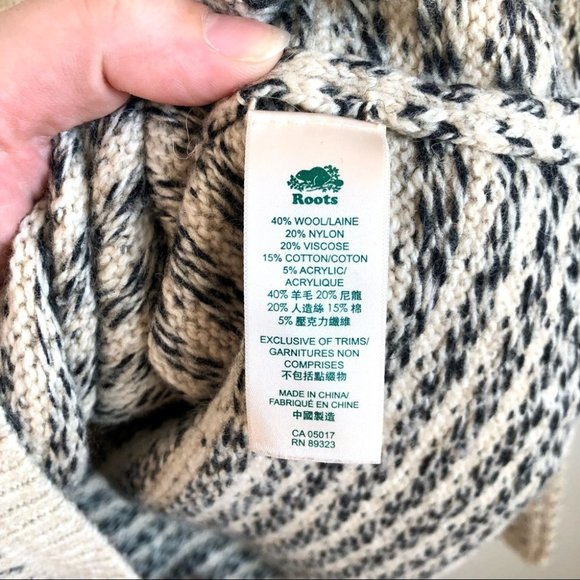 Roots
40% WOOL/LAINE
20% NYLON
20% VISCOSE
15% COTTON/COTON
5% ACRYLIC/
ACRYLIQUE
40% 羊毛 20% 尼龍
20% 人造絲 15% 棉
5% 壓克力纖維
EXCLUSIVE OF TRIMS/
GARNITURES NON
COMPRISES
不包括點綴物
MADE IN CHINA/
FABRIQUÉ EN CHINE
中國製造
CA 05017
RN 89323